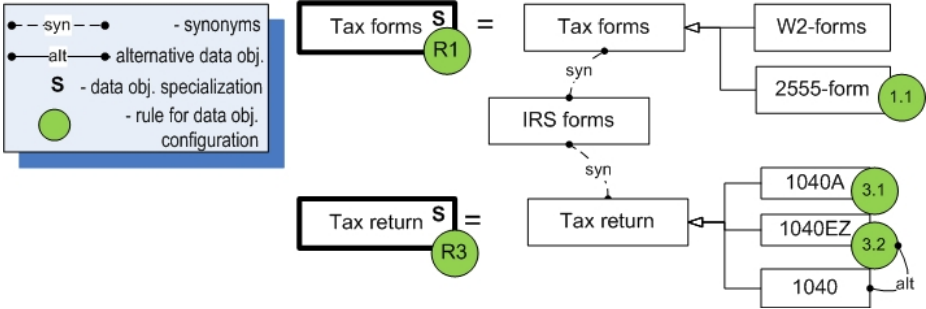 syn - synonyms
alt - alternative data obj.
S - data obj. specialization
- rule for data obj.
configuration
Tax forms S
R1
=
Tax forms
W2-forms
2555-form
1.1
syn
IRS forms
syn
Tax return S
R3
=
Tax return
1040A
3.1
1040EZ
3.2
1040
alt